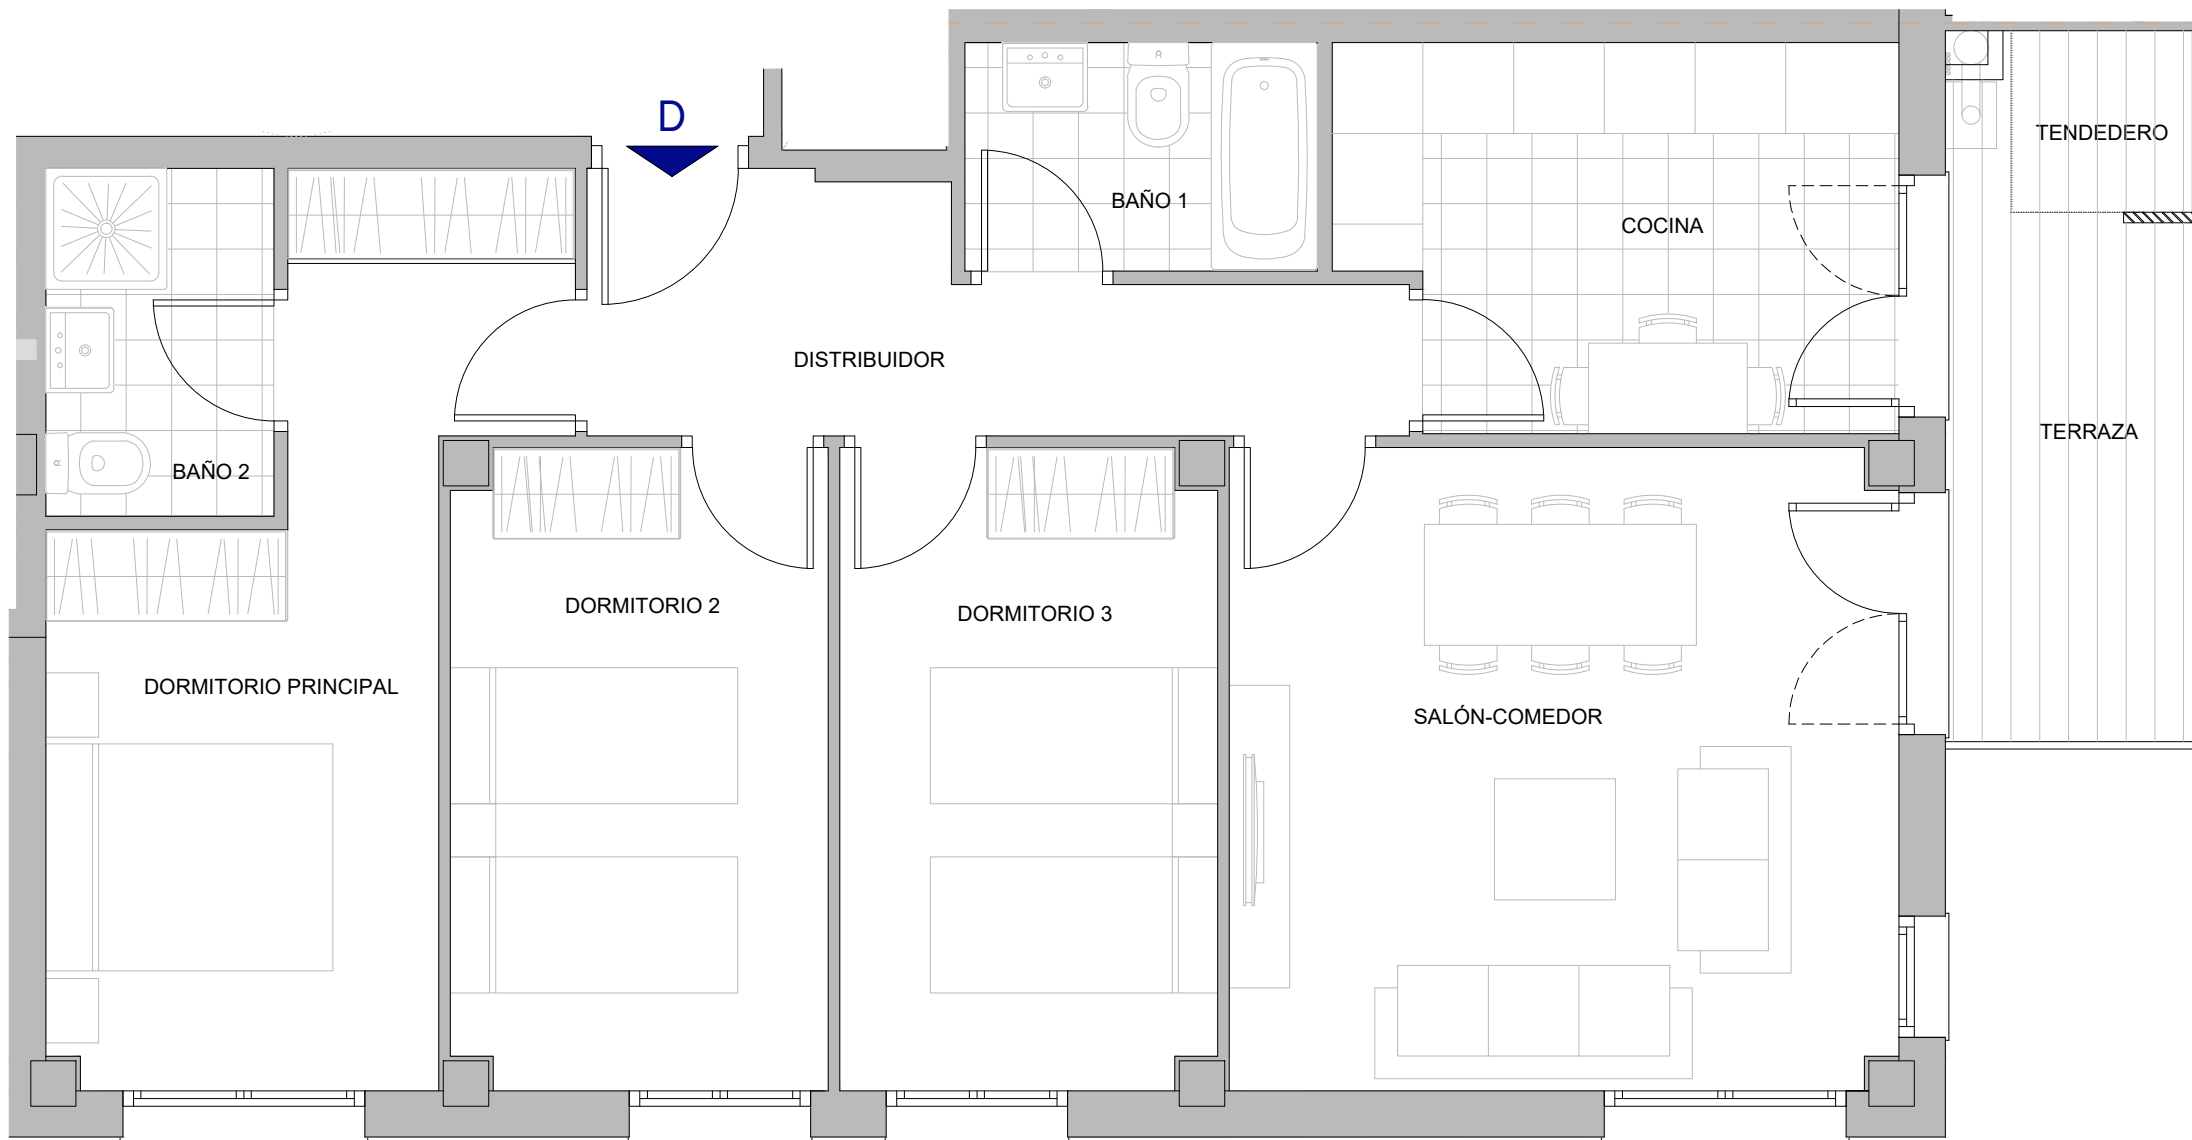 D
TENDEDERO
BAÑO 1
COCINA
DISTRIBUIDOR
TERRAZA
BAÑO 2
DORMITORIO 2
DORMITORIO 3
DORMITORIO PRINCIPAL
SALÓN-COMEDOR